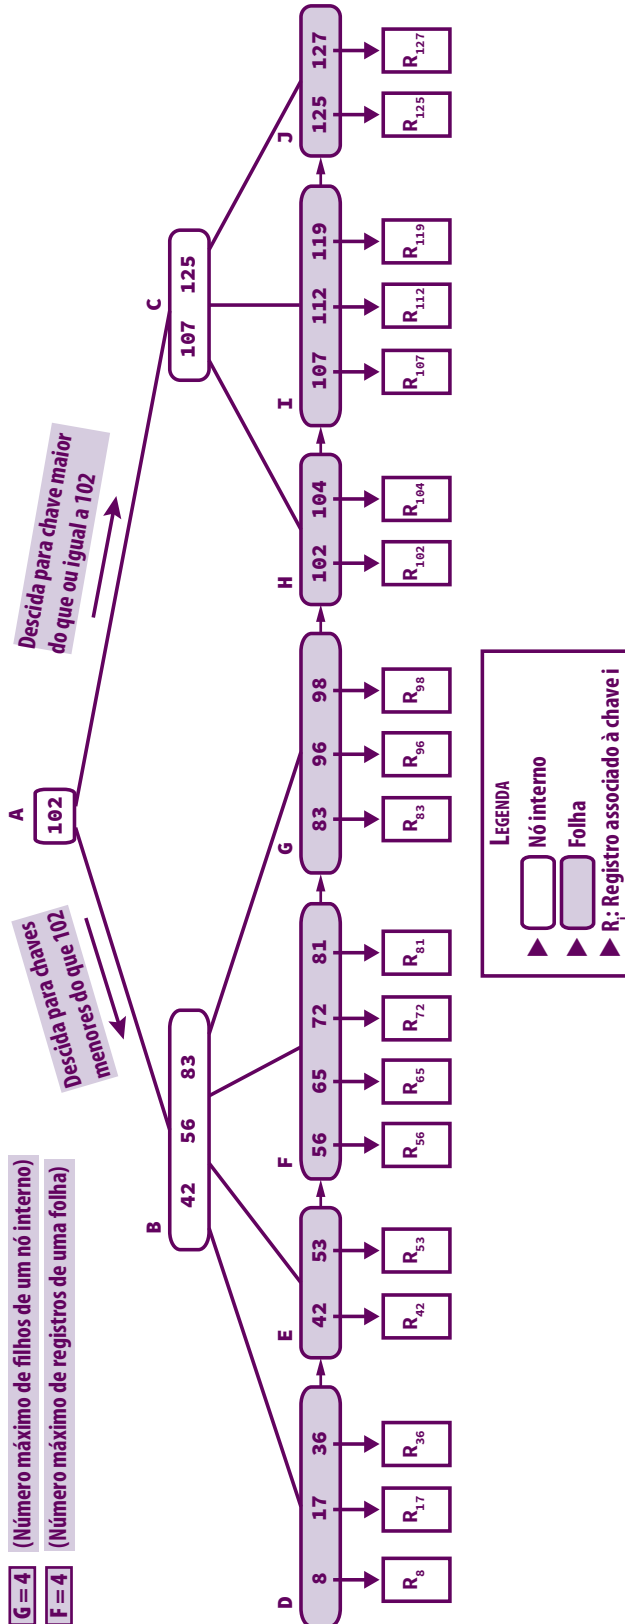 G = 4 (Número máximo de filhos de um nó interno)
F = 4 (Número máximo de registros de uma folha)
Descida para chaves
menores do que 102
Descida para chave maior
do que ou igual a 102
A
102
B
42 56 83
C
107 125
D
8 17 36
E
42 53
F
56 65 72 81
G
83 96 98
H
102 104
I
107 112 119
J
125 127
R8 R17 R36 R42 R53 R56 R65 R72 R81 R83 R96 R98 R102 R104 R107 R112 R119 R125 R127
LEGENDA
Nó interno
Folha
Ri: Registro associado à chave i